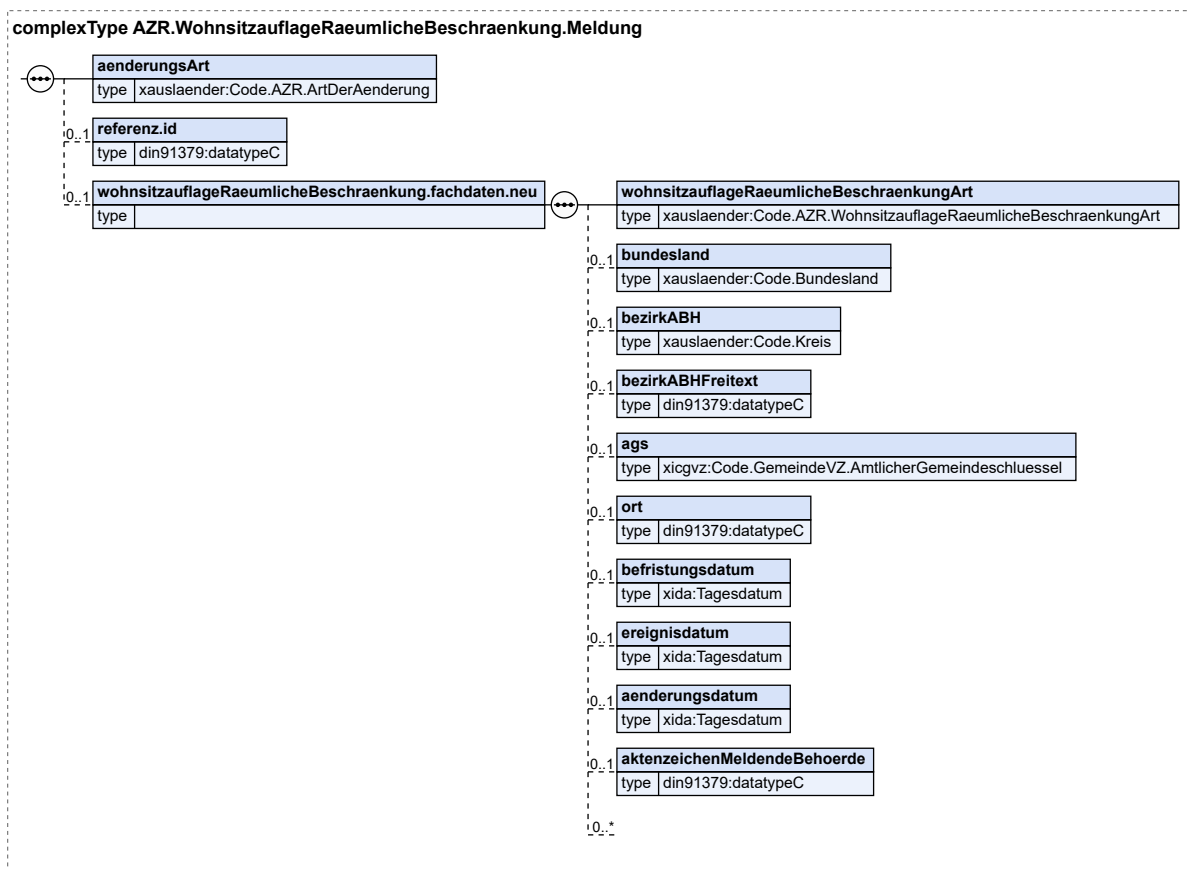 complexType AZR.WohnsitzauflageRaeumlicheBeschraenkung.Meldung
aenderungsArt
type xauslaender:Code.AZR.ArtDerAenderung
0..1 referenz.id
type din91379:datatypeC
0..1 wohnsitzauflageRaeumlicheBeschraenkung.fachdaten.neu
type
wohnsitzauflageRaeumlicheBeschraenkungArt
type xauslaender:Code.AZR.WohnsitzauflageRaeumlicheBeschraenkungArt
0..1 bundesland
type xauslaender:Code.Bundesland
0..1 bezirkABH
type xauslaender:Code.Kreis
0..1 bezirkABHFreitext
type din91379:datatypeC
0..1 ags
type xicgvz:Code.GemeindeVZ.AmtlicherGemeindeschluessel
0..1 ort
type din91379:datatypeC
0..1 befristungsdatum
type xida:Tagesdatum
0..1 ereignisdatum
type xida:Tagesdatum
0..1 aenderungsdatum
type xida:Tagesdatum
0..1 aktenzeichenMeldendeBehoerde
type din91379:datatypeC
0..*